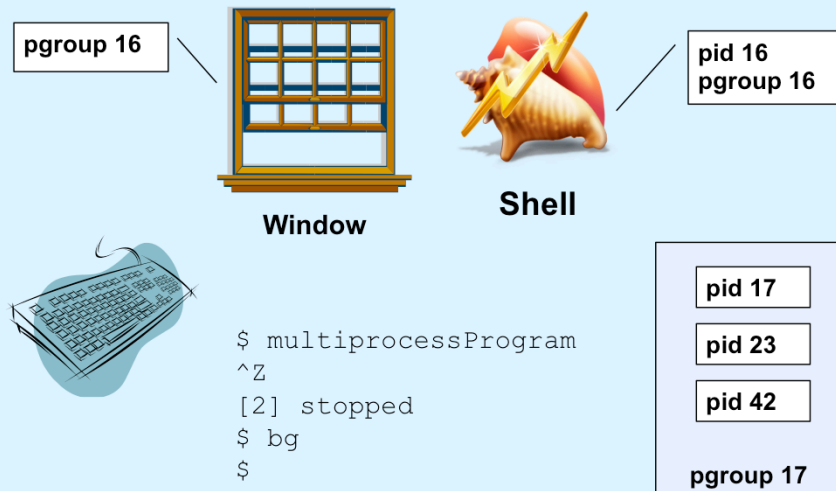 pgroup 16
pid 16
pgroup 16
Window
Shell
$ multiprocessProgram
^Z
[2] stopped
$ bg
$
pid 17
pid 23
pid 42
pgroup 17